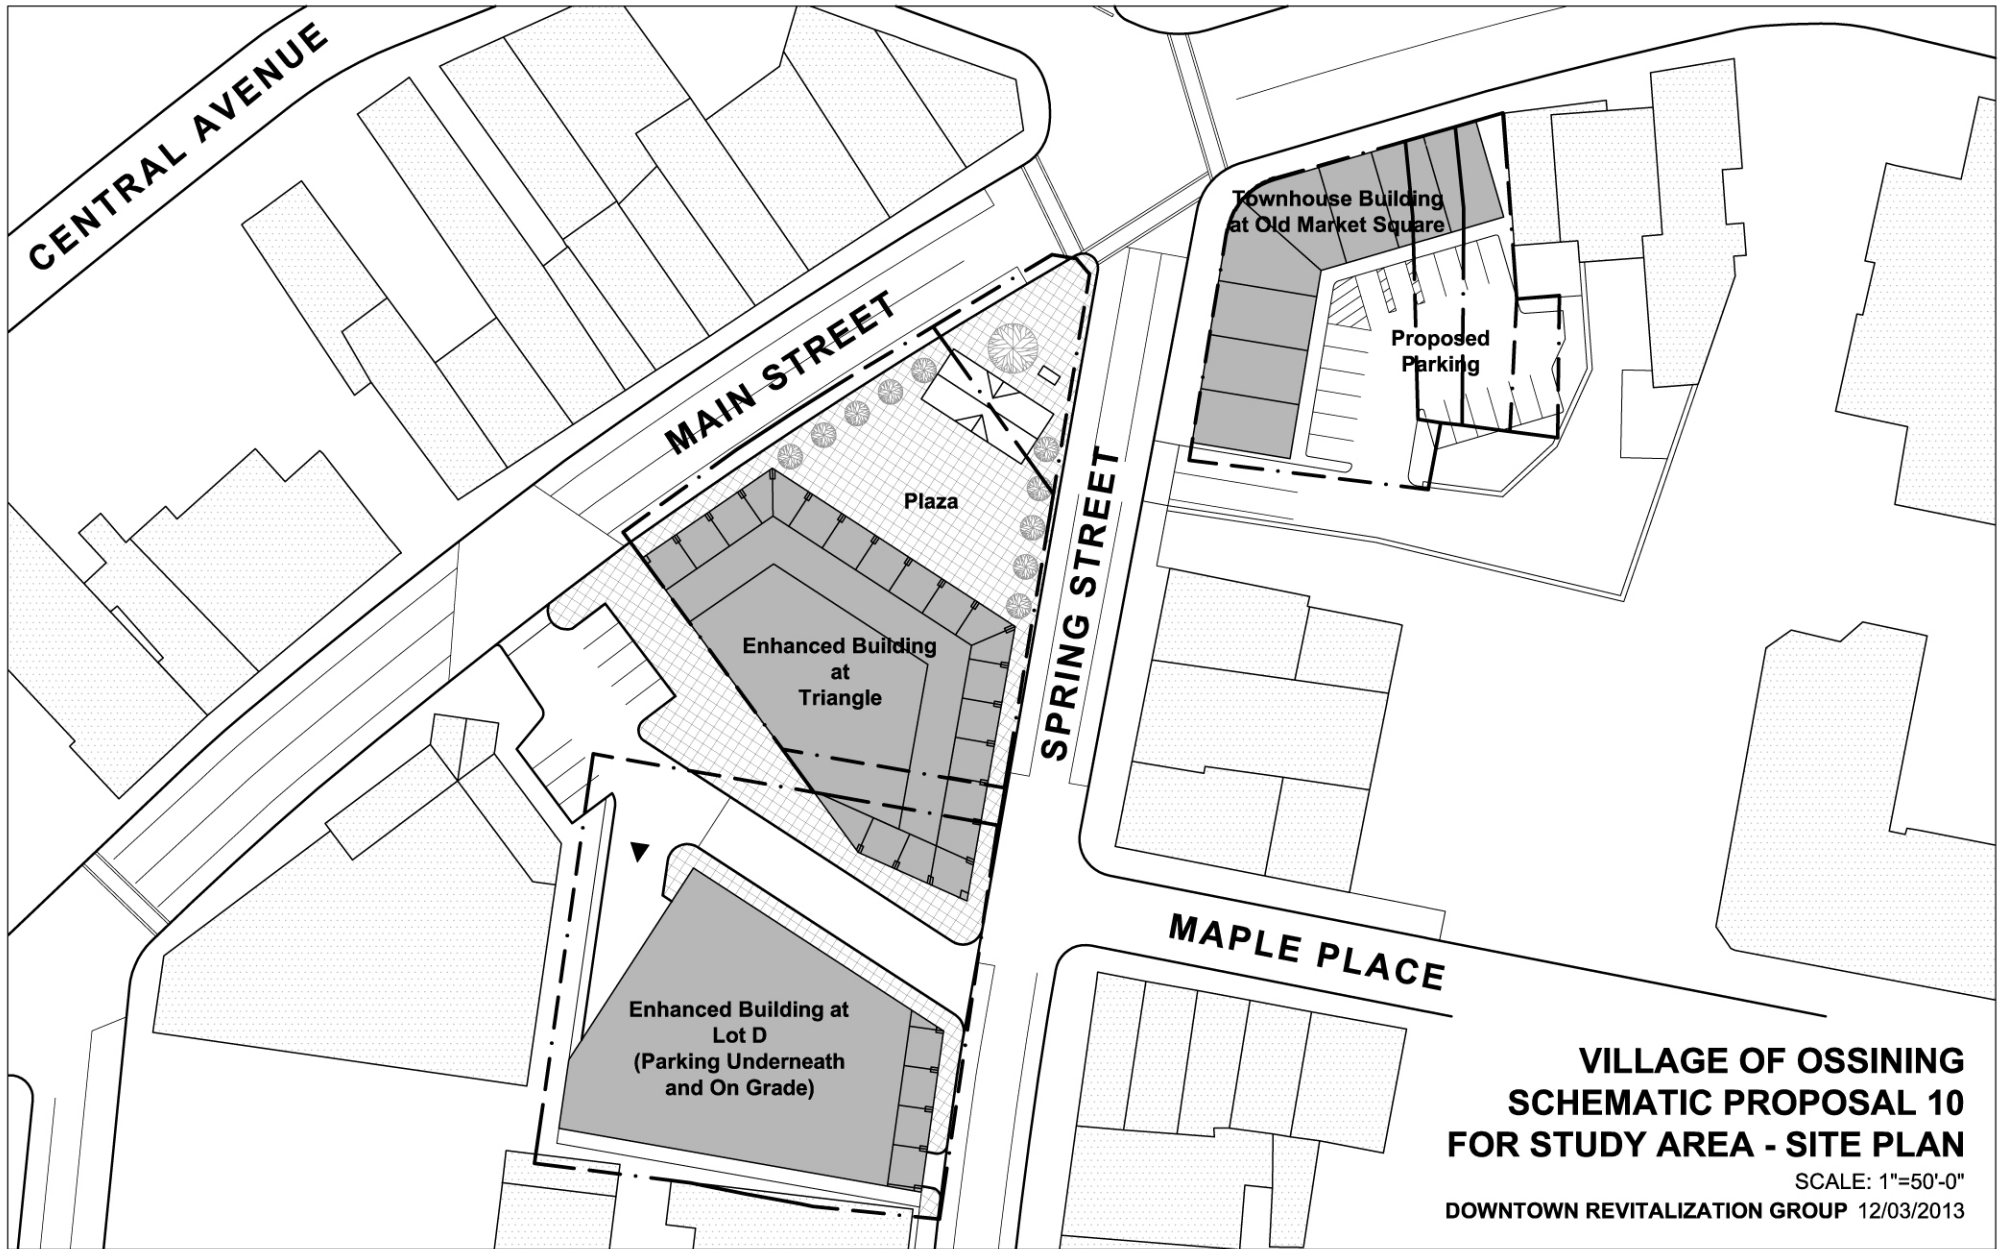 CENTRAL AVENUE
MAIN STREET
Townhouse Building
at Old Market Square
Proposed
Parking
Plaza
SPRING STREET
Enhanced Building
at
Triangle
MAPLE PLACE
Enhanced Building at
Lot D
(Parking Underneath
and On Grade)
VILLAGE OF OSSINING
SCHEMATIC PROPOSAL 10
FOR STUDY AREA - SITE PLAN
SCALE: 1"=50'-0"
DOWNTOWN REVITALIZATION GROUP 12/03/2013